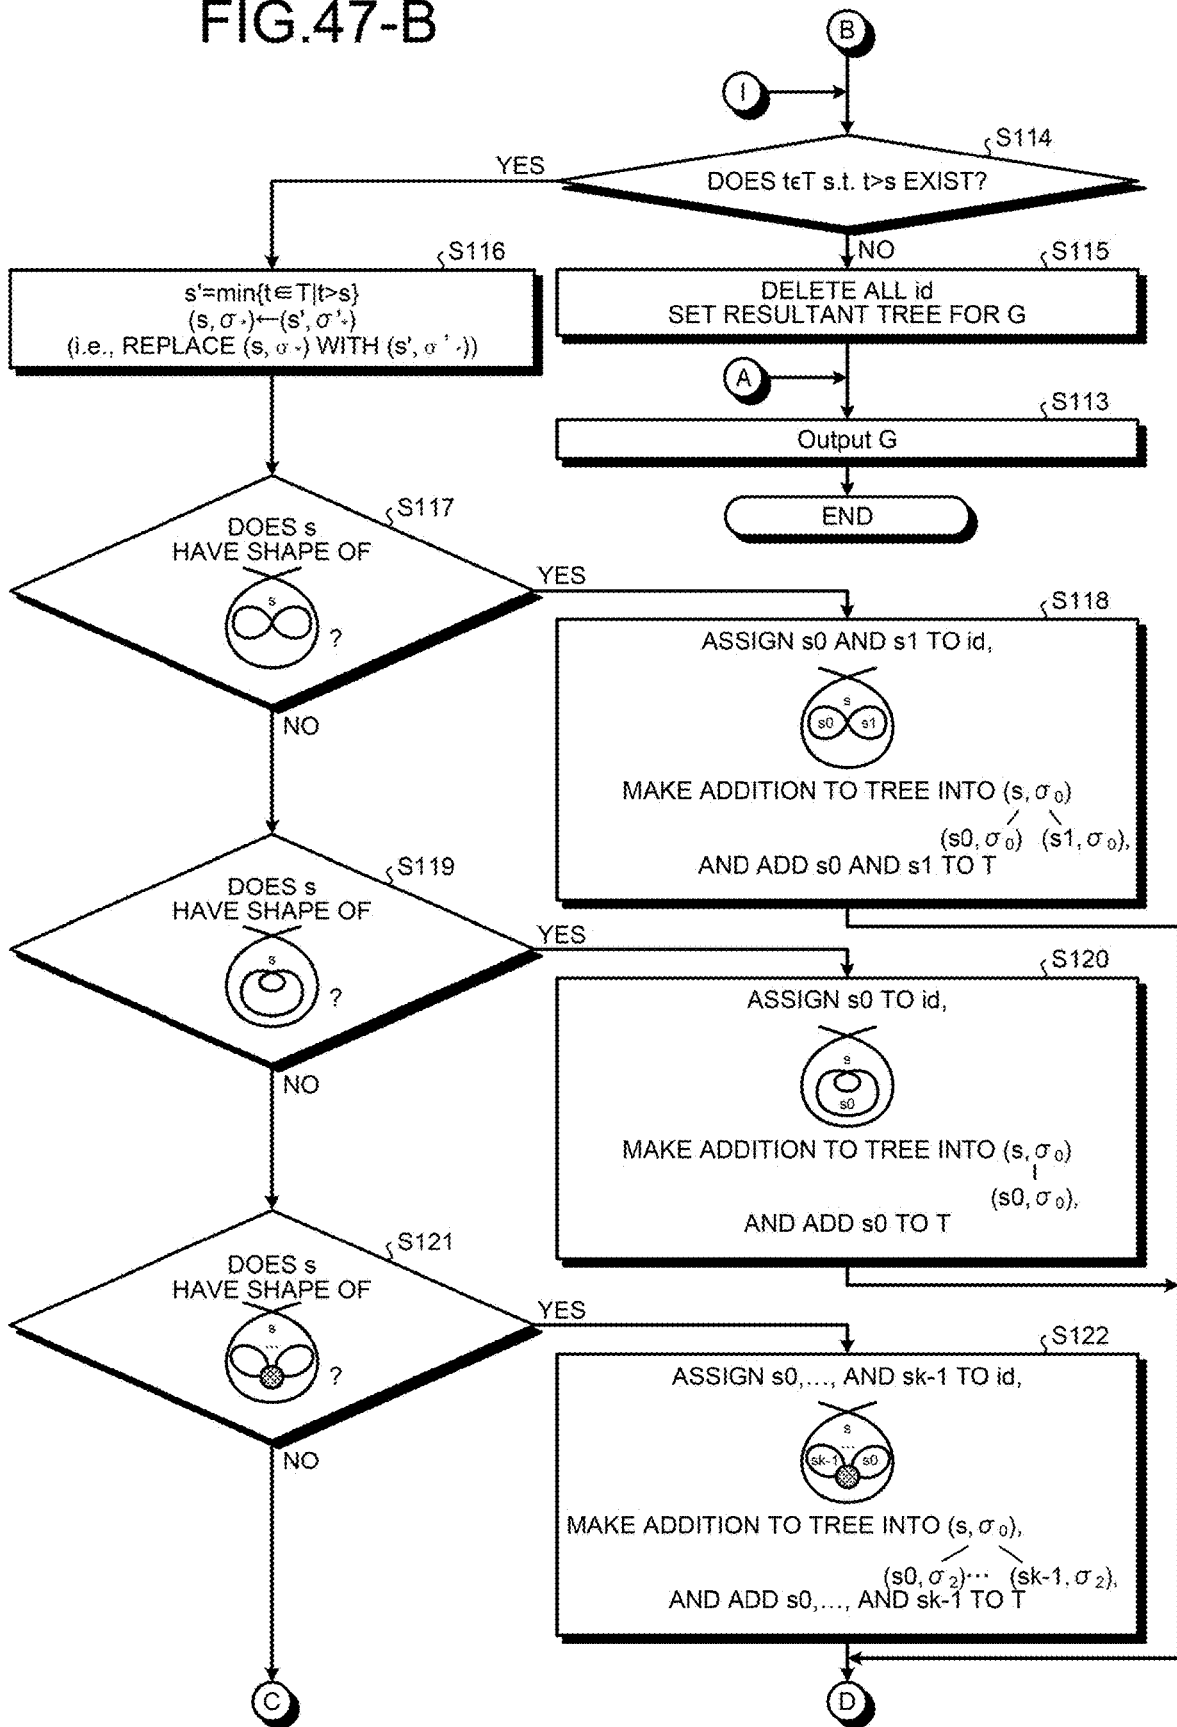 FIG.47-B
B
I
S114
YES
DOES tϵT s.t. t>s EXIST?
NO
S116
s'=min{t∈T|t>s}
(s, σ*)←(s', σ'*)
(i.e., REPLACE (s, σ*) WITH (s', σ'*))
S115
DELETE ALL id
SET RESULTANT TREE FOR G
A
S113
Output G
END
S117
DOES s
HAVE SHAPE OF
s
?
YES
NO
S118
ASSIGN s0 AND s1 TO id,
s
s0 s1
MAKE ADDITION TO TREE INTO (s, σ0)
(s0, σ0) (s1, σ0),
AND ADD s0 AND s1 TO T
S119
DOES s
HAVE SHAPE OF
s
?
YES
NO
S120
ASSIGN s0 TO id,
s
s0
MAKE ADDITION TO TREE INTO (s, σ0)
(s0, σ0),
AND ADD s0 TO T
S121
DOES s
HAVE SHAPE OF
s
...
?
YES
NO
S122
ASSIGN s0,..., AND sk-1 TO id,
s
...
sk-1 s0
MAKE ADDITION TO TREE INTO (s, σ0),
(s0, σ2)··· (sk-1, σ2),
AND ADD s0,..., AND sk-1 TO T
C
D